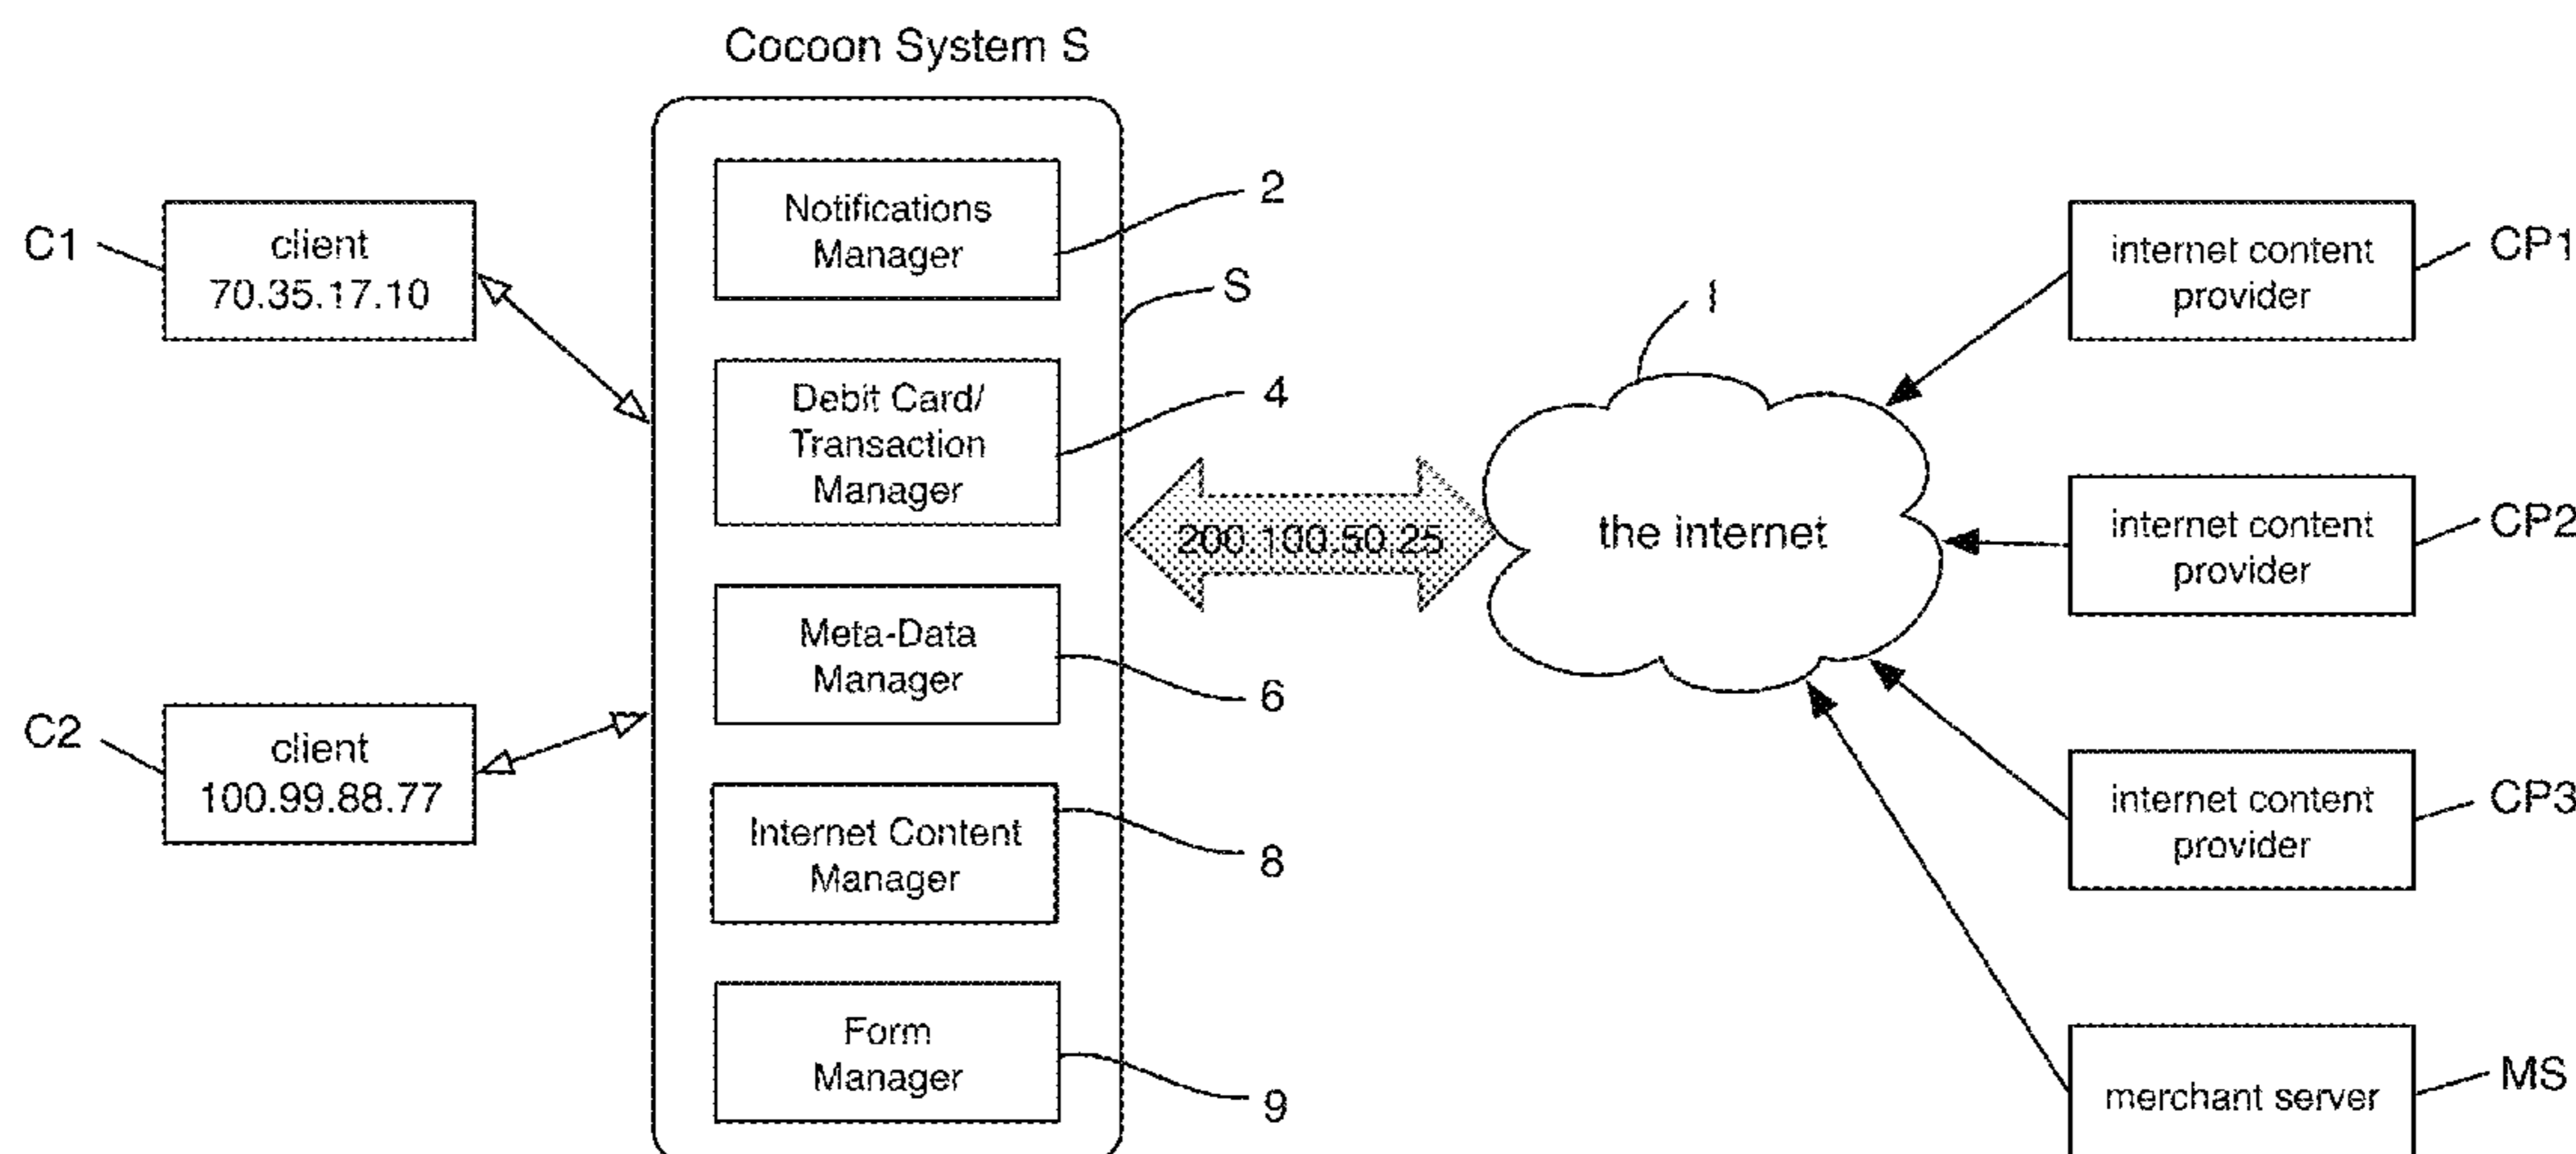 Cocoon System S
C1
client
70.35.17.10
C2
client
100.99.88.77
Notifications
Manager
2
S
Debit Card/
Transaction
Manager
4
Meta-Data
Manager
6
Internet Content
Manager
8
Form
Manager
9
200.100.50.25
I
the internet
internet content
provider
CP1
internet content
provider
CP2
internet content
provider
CP3
merchant server
MS